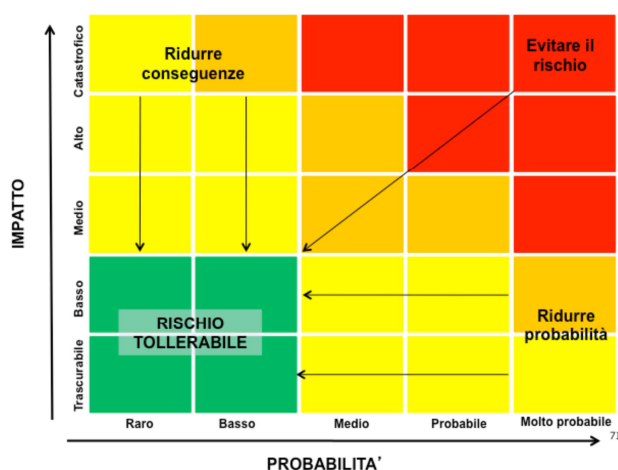 Catastrofico
Ridurre
conseguenze
Evitare il
rischio
Alto
IMPATTO
Medio
Basso
RISCHIO
TOLLERABILE
Ridurre
probabilità
Trascurabile
Raro
Basso
Medio
Probabile
Molto probabile
71
PROBABILITA’